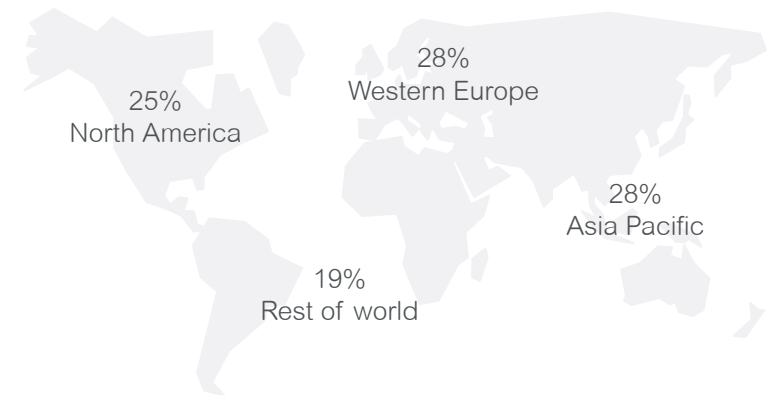 28%
Western Europe
25%
North America
28%
Asia Pacific
19%
Rest of world